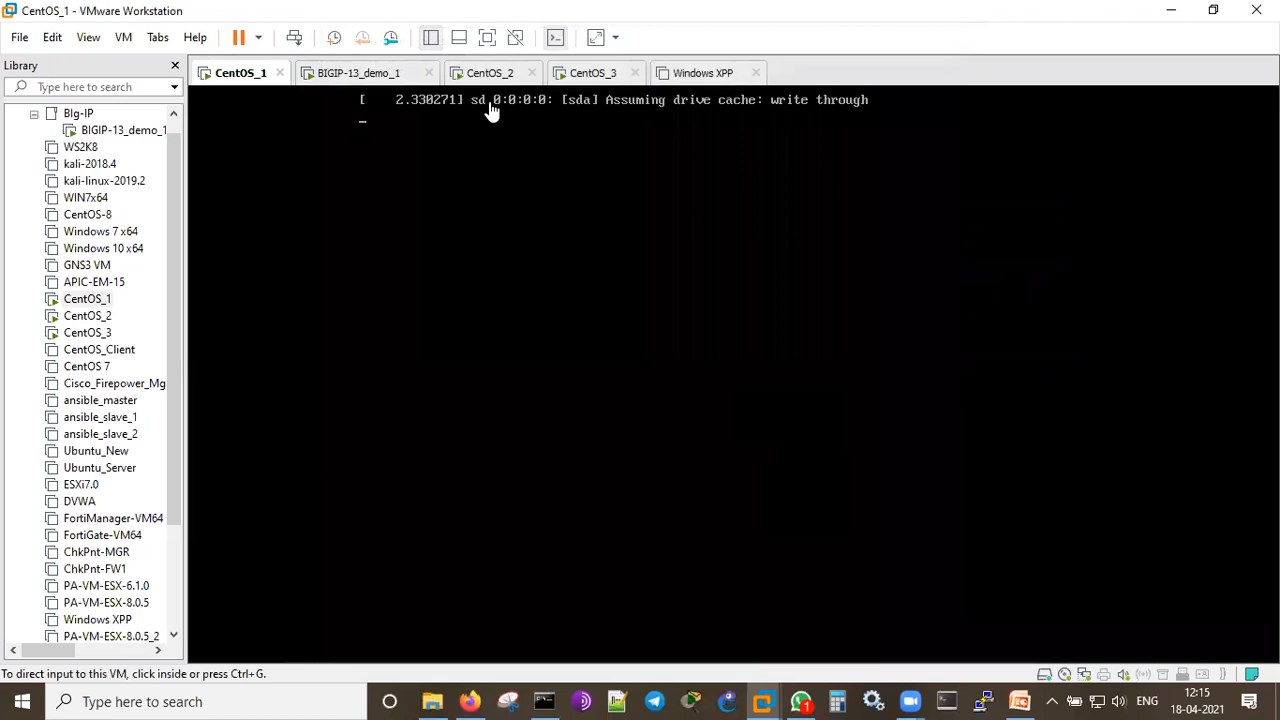 CentOS_1 - VMware Workstation
File Edit View VM Tabs Help
Library
Type here to search
CentOS_1 BIGIP-13_demo_1 CentOS_2 CentOS_3 Windows XPP
[ 2.330271] sd 0:0:0:0: [sda] Assuming drive cache: write through
_
BIg-IP
BIGIP-13_demo_1
WS2K8
kali-2018.4
kali-linux-2019.2
WIN7x64
CentOS-8
Windows 7 x64
Windows 10 x64
GNS3 VM
APIC-EM-15
CentOS_1
CentOS_2
CentOS_3
CentOS_Client
CentOS 7
Cisco_Firepower_Mg
ansible_master
ansible_slave_1
ansible_slave_2
Ubuntu_New
Ubuntu_Server
ESXi7.0
DVWA
FortiManager-VM64
FortiGate-VM64
ChkPnt-MGR
ChkPnt-FW1
PA-VM-ESX-6.1.0
PA-VM-ESX-8.0.5
Windows XPP
PA-VM-ESX-8.0.5_2
To direct input to this VM, click inside or press Ctrl+G.
Type here to search
1
ENG
12:15
18-04-2021